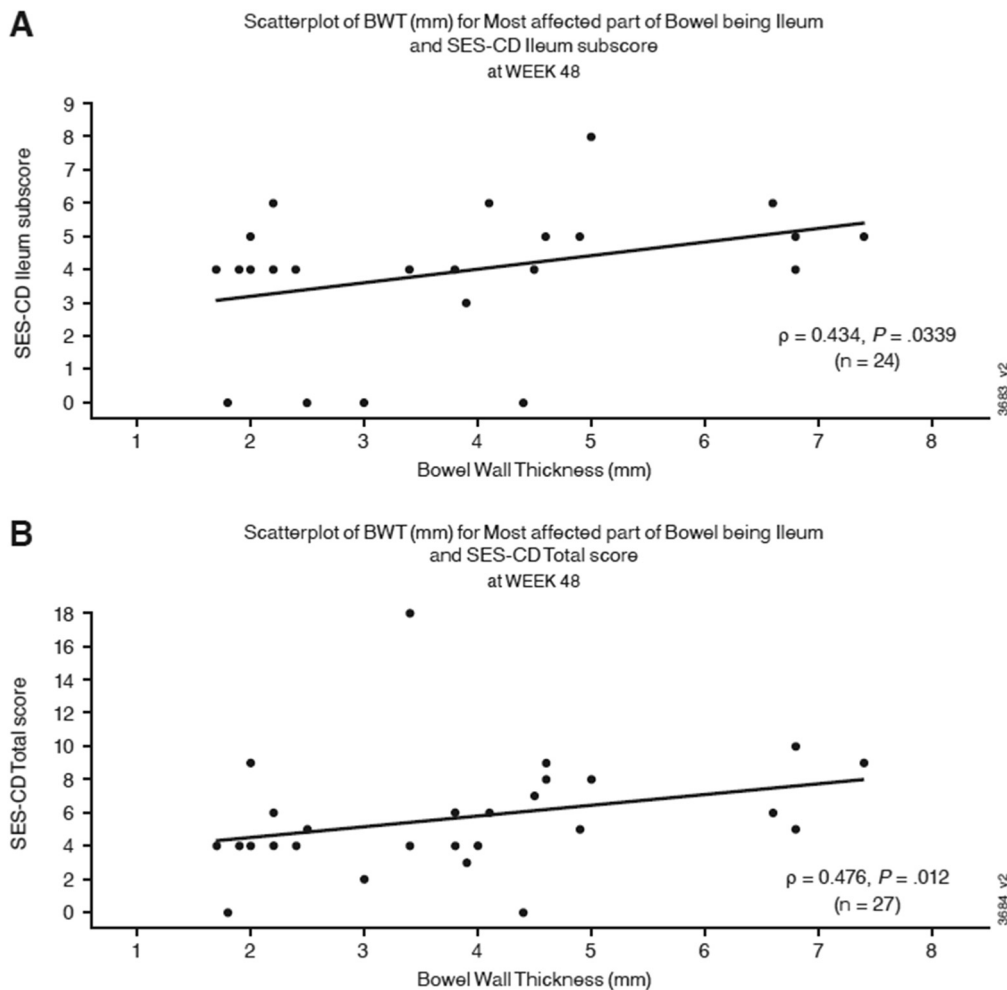 A
Scatterplot of BWT (mm) for Most affected part of Bowel being Ileum
and SES-CD Ileum subscore
at WEEK 48
SES-CD Ileum subscore
9
8
7
6
5
4
3
2
1
0
ρ = 0.434, P = .0339
(n = 24)
3683_v2
1 2 3 4 5 6 7 8
Bowel Wall Thickness (mm)
B
Scatterplot of BWT (mm) for Most affected part of Bowel being Ileum
and SES-CD Total score
at WEEK 48
SES-CD Total score
18
16
14
12
10
8
6
4
2
0
ρ = 0.476, P = .012
(n = 27)
3684_v2
1 2 3 4 5 6 7 8
Bowel Wall Thickness (mm)